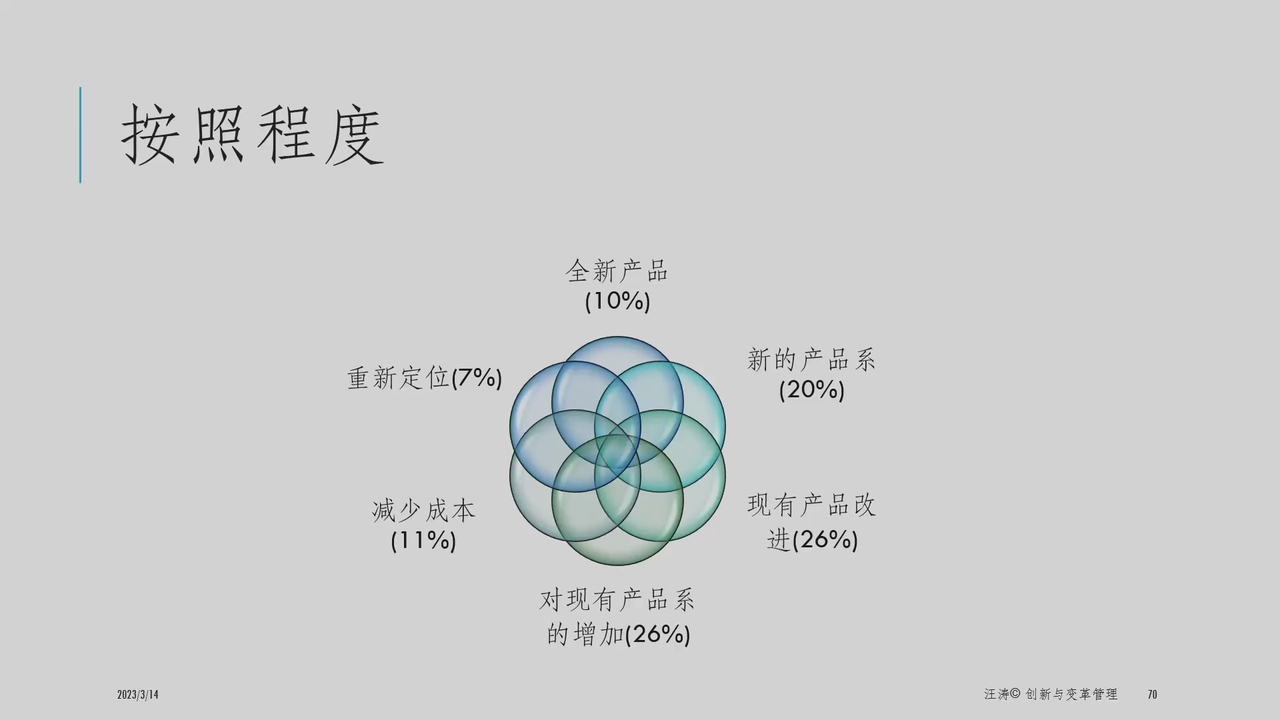 按照程度
全新产品
(10%)
新的产品系
(20%)
现有产品改
进(26%)
对现有产品系
的增加(26%)
减少成本
(11%)
重新定位(7%)
2023/3/14
汪涛© 创新与变革管理
70